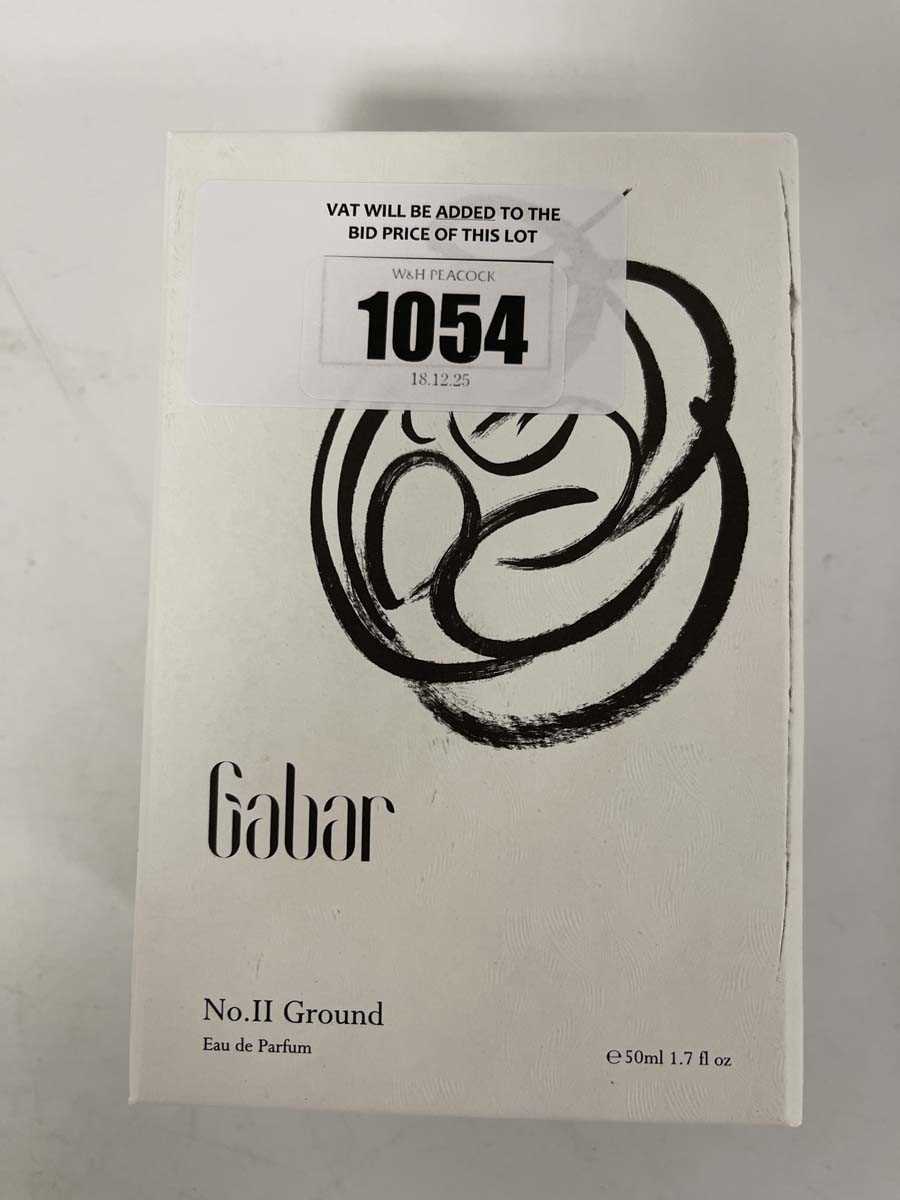 VAT WILL BE ADDED TO THE
BID PRICE OF THIS LOT
W&H PEACOCK
1054
18.12.25
Gabar
No.II Ground
Eau de Parfum
℮50ml 1.7 fl oz